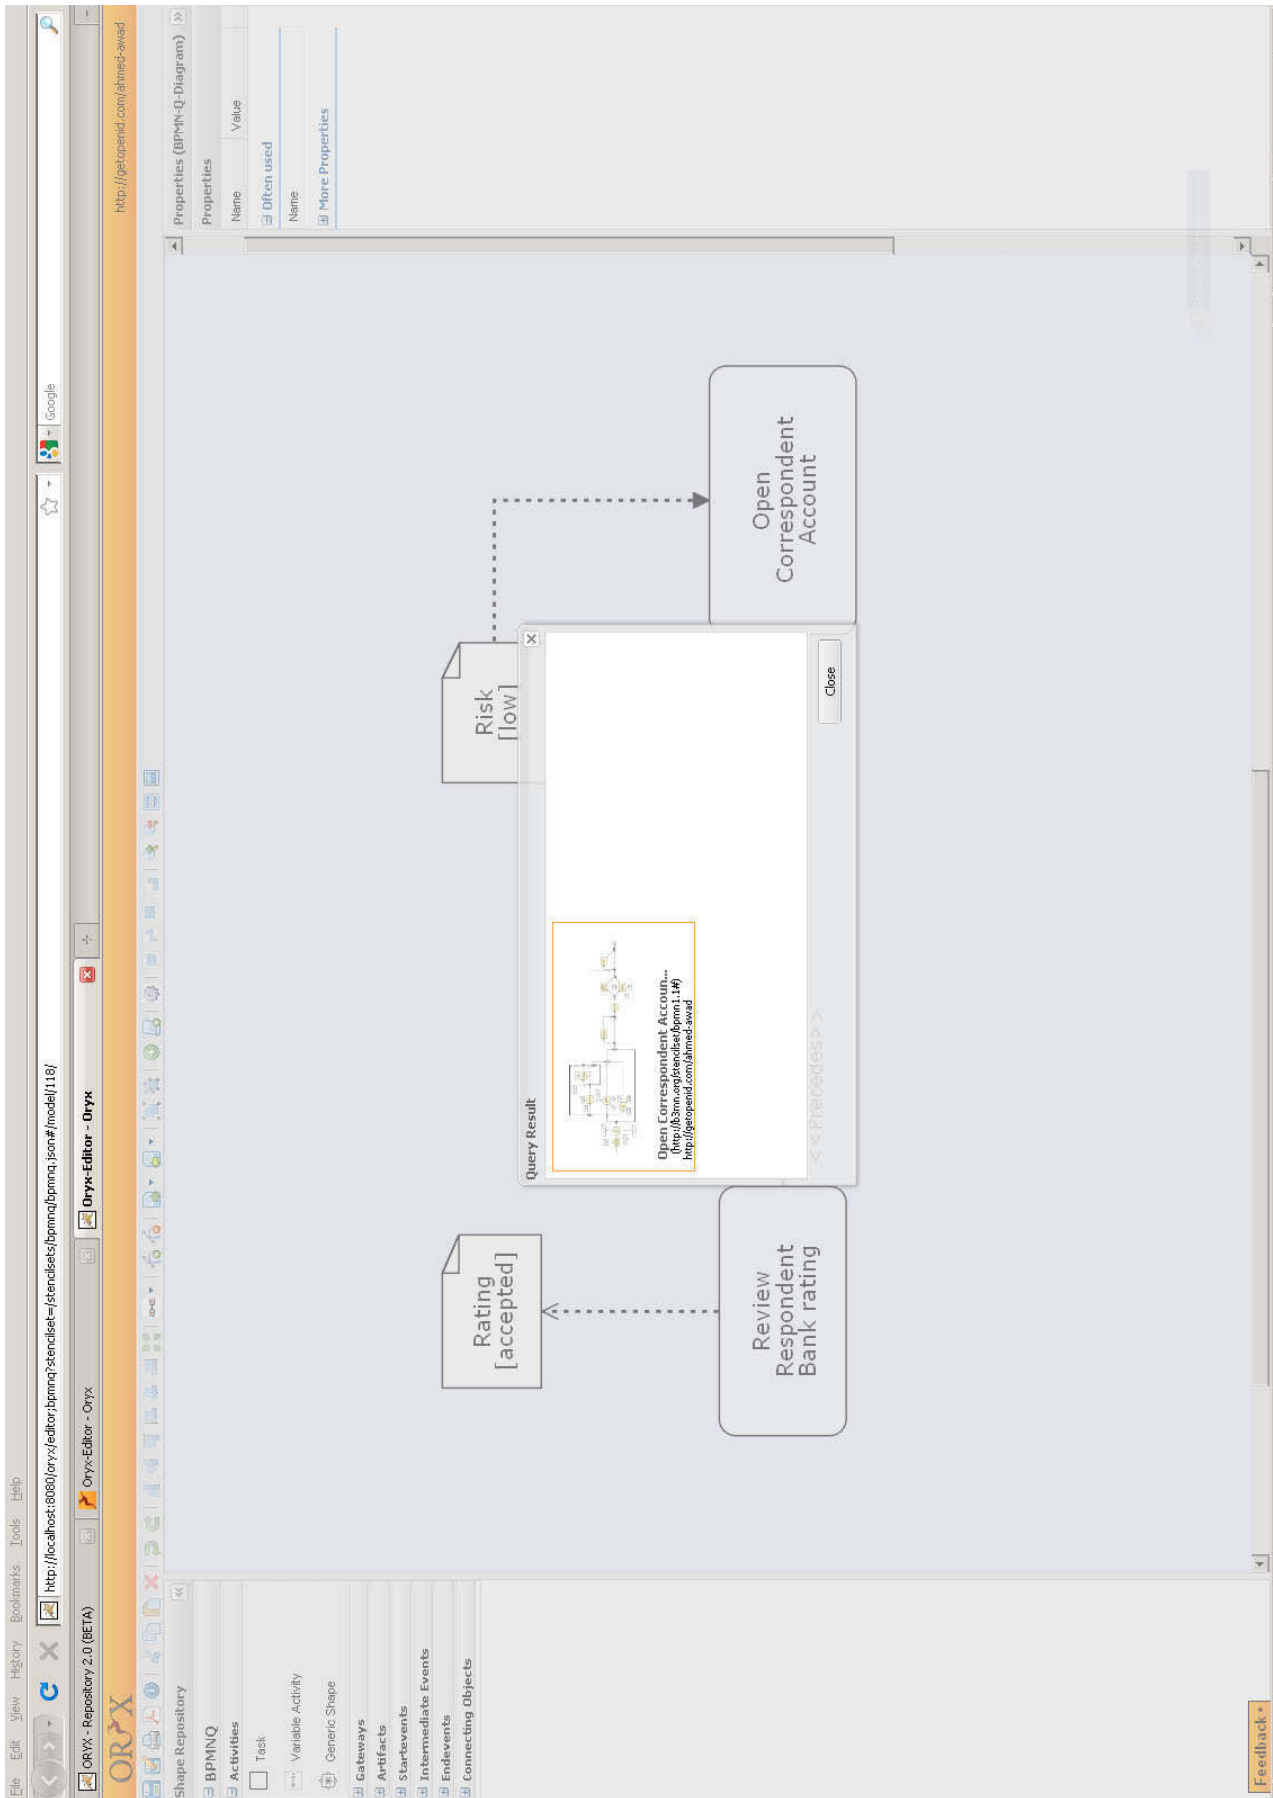 File Edit View History Bookmarks Tools Help
http://localhost:8080/oryx/editor;bpmnq?stencilset=/stencilsets/bpmnq/bpmnq.json#/model/118/
Google
ORYX - Repository 2.0 (BETA)
Oryx-Editor - Oryx
Oryx-Editor - Oryx
ORYX
http://getopenid.com/ahmed-awad
Shape Repository
BPMNQ
Activities
Task
Variable Activity
Generic Shape
Gateways
Artifacts
Startevents
Intermediate Events
Endevents
Connecting Objects
Rating
[accepted]
Review
Respondent
Bank rating
Risk
[low]
Open
Correspondent
Account
Query Result
Open Correspondent Accoun...
(http://b3mn.org/stencilset/bpmn1.1#)
http://getopenid.com/ahmed-awad
<<Precedes>>
Close
Properties (BPMN-Q-Diagram)
Properties
Name Value
Often used
Name
More Properties
Feedback